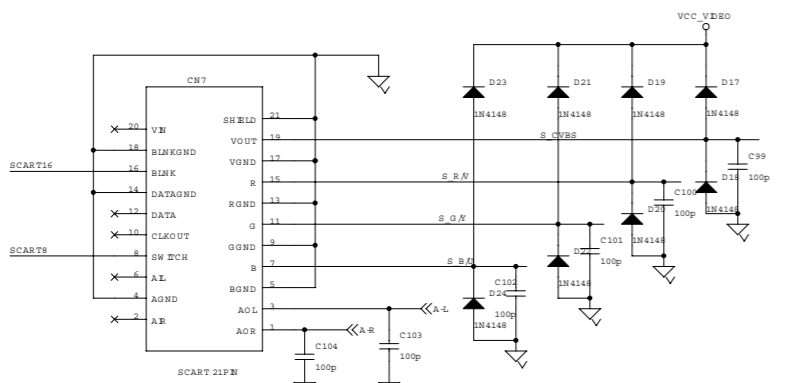 VCC_VIDEO
CN7
D23
D21
D19
D17
1N4148
1N4148
1N4148
1N4148
21
SHIELD
20
VIN
19
VOUT
S_CVBS
18
BLNKGND
17
VGND
C99
100p
SCART16
16
BLNK
15
R
S_R/V
D18
1N4148
14
DATAGND
13
RGND
C100
100p
12
DATA
11
G
S_G/Y
D20
1N4148
10
CLKOUT
9
GGND
C101
100p
SCART8
8
SWITCH
7
B
S_B/U
D22
1N4148
6
AIL
5
BGND
C102
100p
4
AGND
3
AOL
A-L
D24
1N4148
2
AIR
1
AOR
A-R
C103
100p
C104
100p
SCART 21PIN